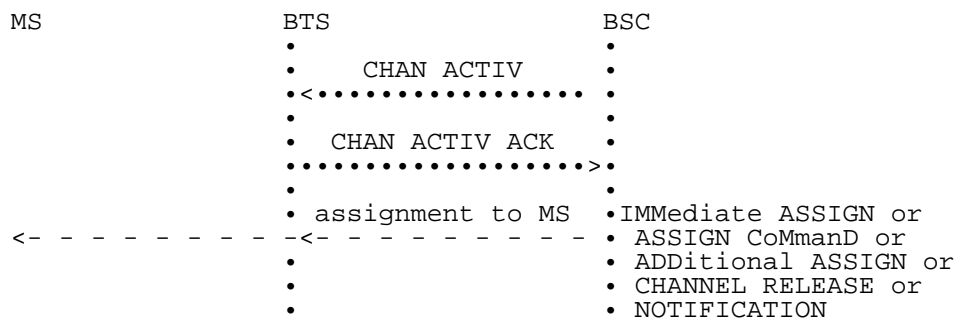 MS BTS BSC
CHAN ACTIV
CHAN ACTIV ACK
assignment to MS IMMediate ASSIGN or
ASSIGN CoMmanD or
ADDitional ASSIGN or
CHANNEL RELEASE or
NOTIFICATION